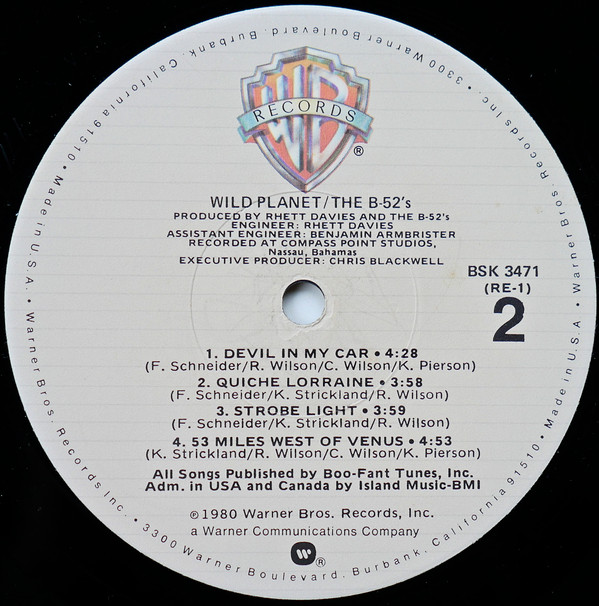 WB
RECORDS
®
WILD PLANET/THE B-52's
PRODUCED BY RHETT DAVIES AND THE B-52's
ENGINEER: RHETT DAVIES
ASSISTANT ENGINEER: BENJAMIN ARMBRISTER
RECORDED AT COMPASS POINT STUDIOS,
Nassau, Bahamas
EXECUTIVE PRODUCER: CHRIS BLACKWELL
BSK 3471
(RE-1)
2
1. DEVIL IN MY CAR • 4:28
(F. Schneider/R. Wilson/C. Wilson/K. Pierson)
2. QUICHE LORRAINE • 3:58
(F. Schneider/K. Strickland/R. Wilson)
3. STROBE LIGHT • 3:59
(F. Schneider/K. Strickland/R. Wilson)
4. 53 MILES WEST OF VENUS • 4:53
(K. Strickland/R. Wilson/C. Wilson/K. Pierson)
All Songs Published by Boo-Fant Tunes, Inc.
Adm. in USA and Canada by Island Music-BMI
℗1980 Warner Bros. Records, Inc.
a Warner Communications Company
W®
Warner Bros. Records Inc. • 3300 Warner Boulevard. Burbank, California 91510 • Made in U.S.A. • Warner Bros. Records Inc. • 3300 Warner Boulevard. Burbank, California 91510 • Made in U.S.A •